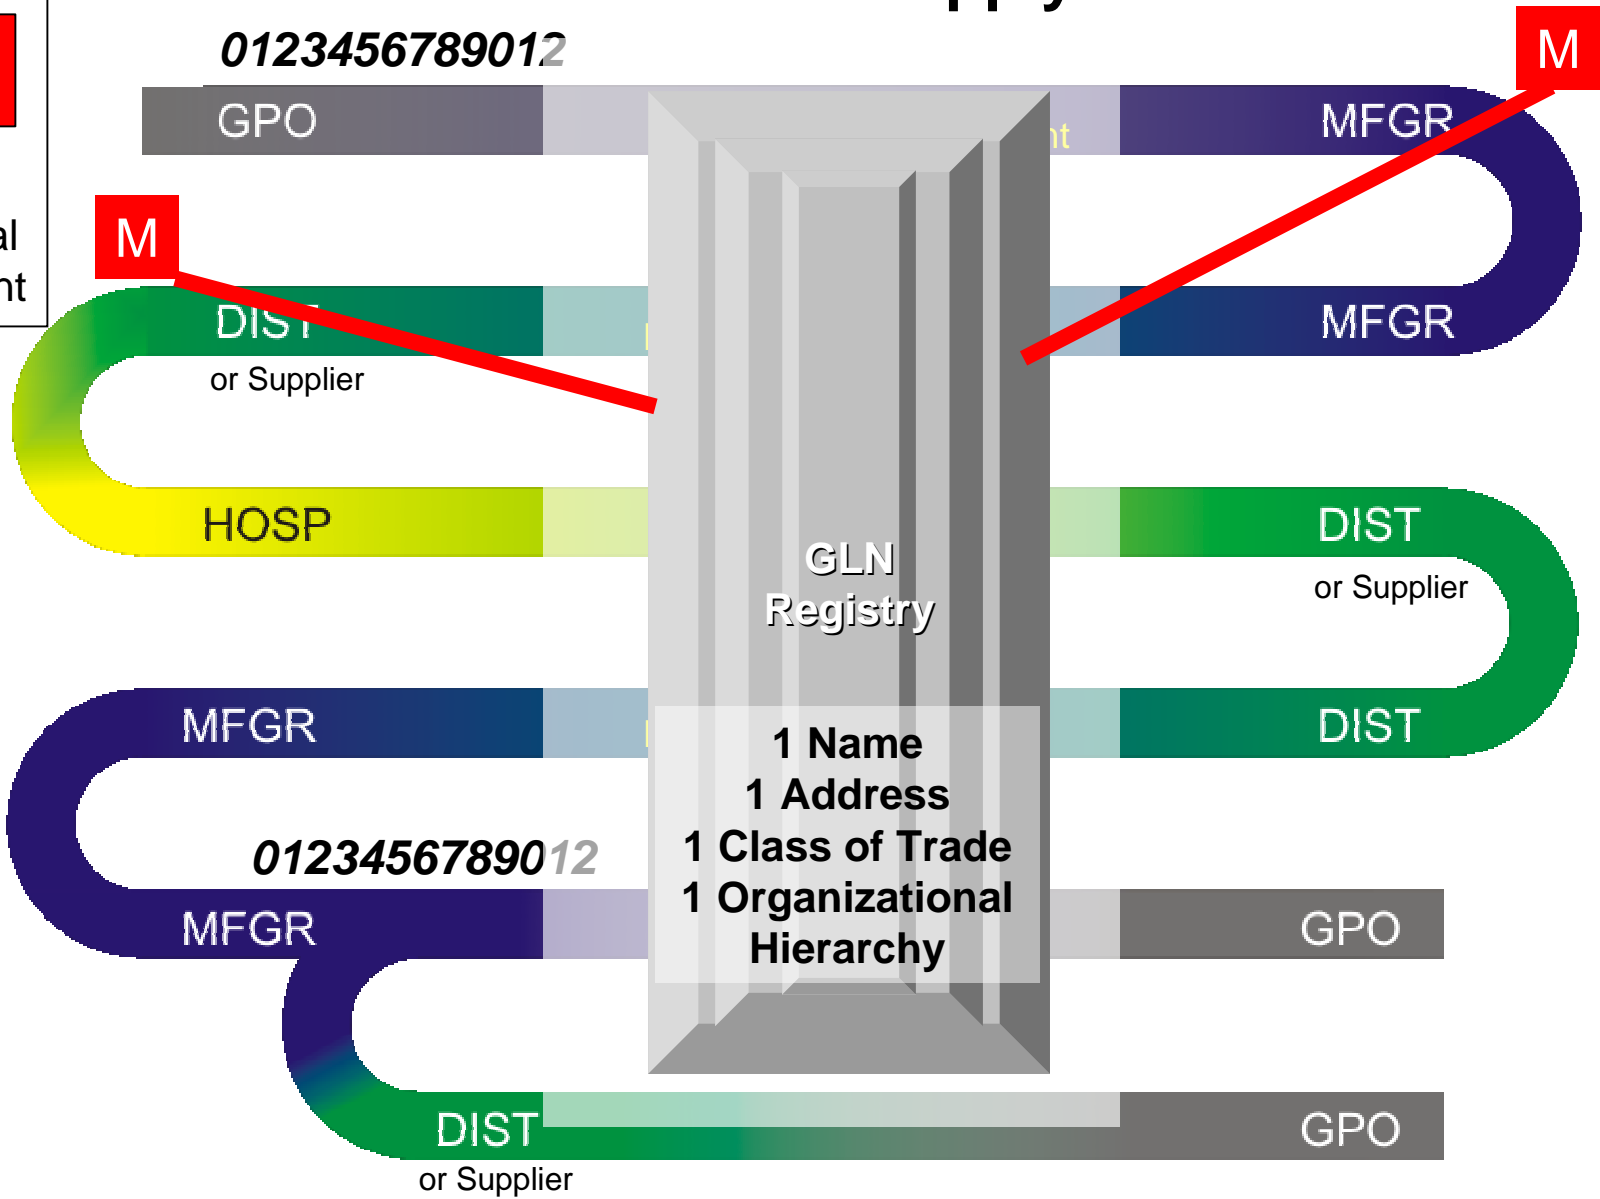 0123456789012
M
GPO
MFGR
M
DIST
MFGR
or Supplier
HOSP
DIST
GLN
or Supplier
Registry
MFGR
DIST
1 Name
1 Address
1 Class of Trade
0123456789012
1 Organizational
Hierarchy
MFGR
GPO
DIST
GPO
or Supplier